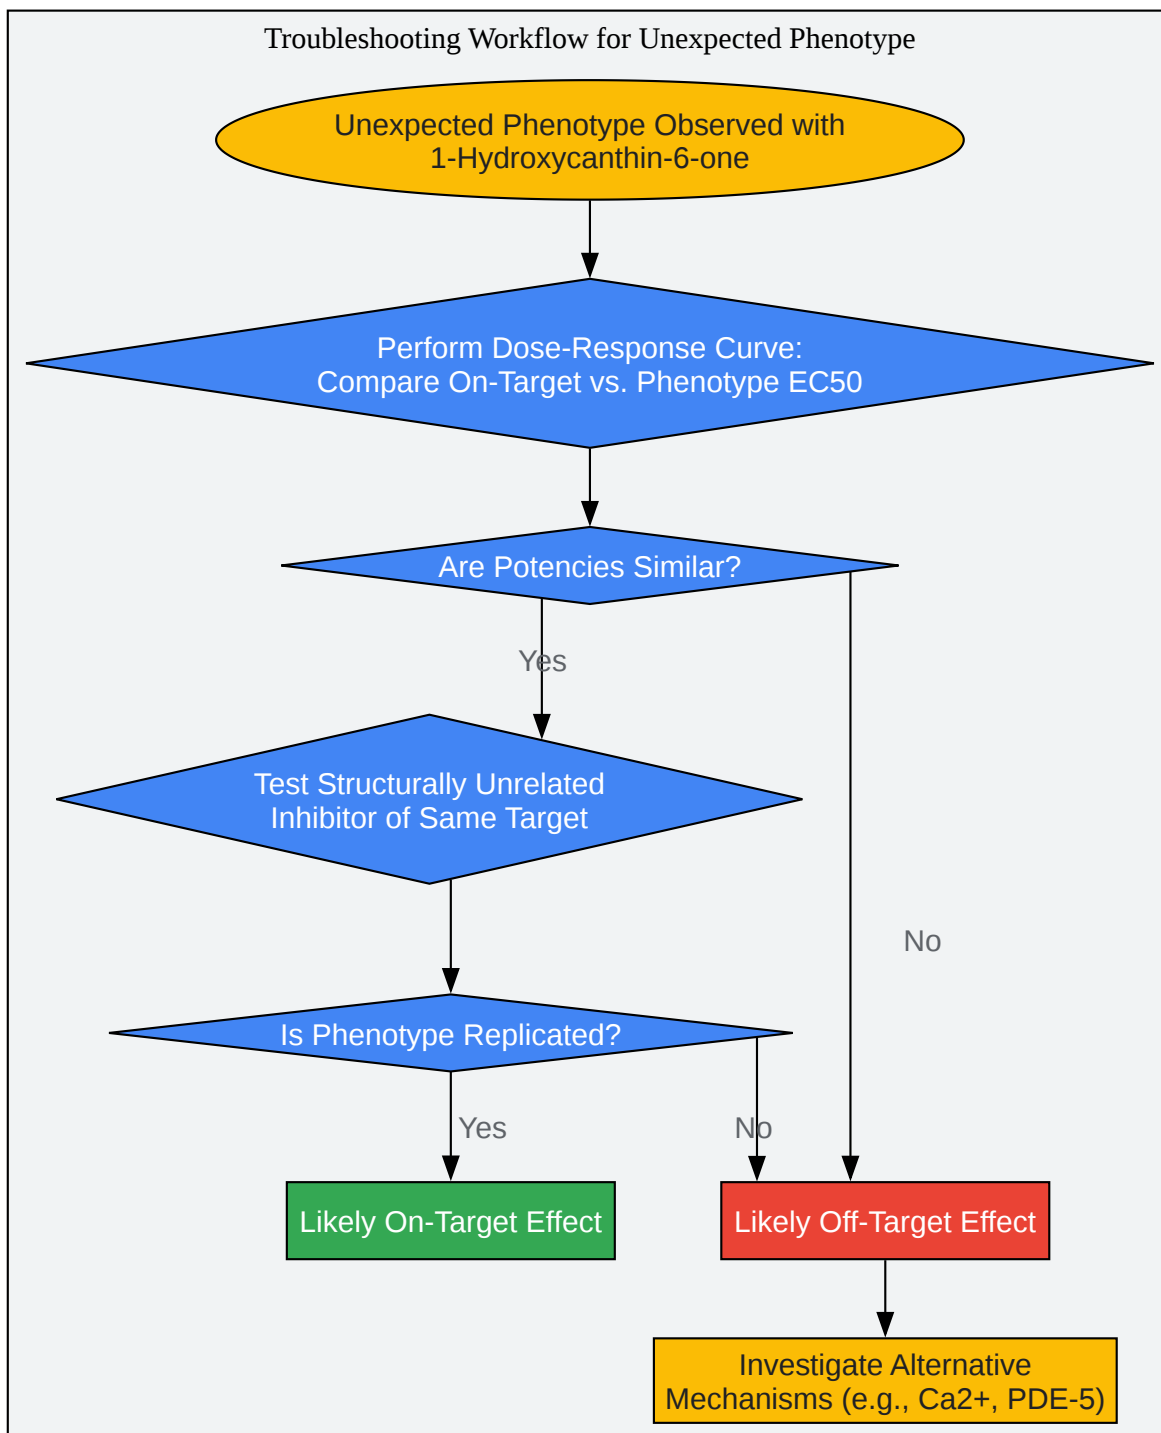 Troubleshooting Workflow for Unexpected Phenotype
Unexpected Phenotype Observed with
1-Hydroxycanthin-6-one
Perform Dose-Response Curve:
Compare On-Target vs. Phenotype EC50
Are Potencies Similar?
Yes
Test Structurally Unrelated
Inhibitor of Same Target
No
Is Phenotype Replicated?
Yes
No
Likely On-Target Effect
Likely Off-Target Effect
Investigate Alternative
Mechanisms (e.g., Ca2+, PDE-5)